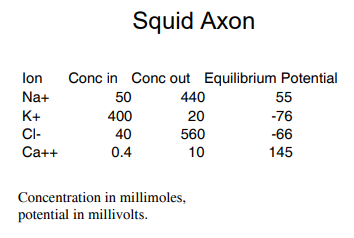 Squid Axon
Ion Conc in Conc out Equilibrium Potential
Na+ 50 440 55
K+ 400 20 -76
Cl- 40 560 -66
Ca++ 0.4 10 145
Concentration in millimoles,
potential in millivolts.